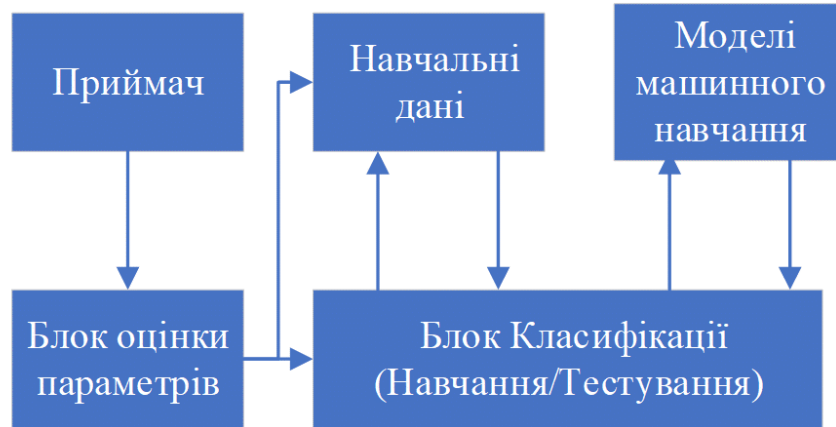 Приймач
Навчальні
дані
Моделі
машинного
навчання
Блок оцінки
параметрів
Блок Класифікації
(Навчання/Тестування)